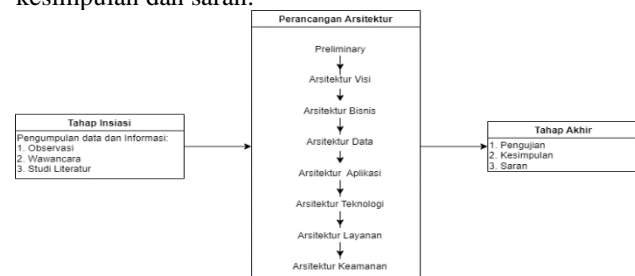 kesimpulan dan saran.
Perancangan Arsitektur
Preliminary
Arsitektur Visi
Arsitektur Bisnis
Arsitektur Data
Arsitektur Aplikasi
Arsitektur Teknologi
Arsitektur Layanan
Arsitektur Keamanan
Tahap Insiasi
Pengumpulan data dan Informasi:
1. Observasi
2. Wawancara
3. Studi Literatur
Tahap Akhir
1. Pengujian
2. Kesimpulan
3. Saran